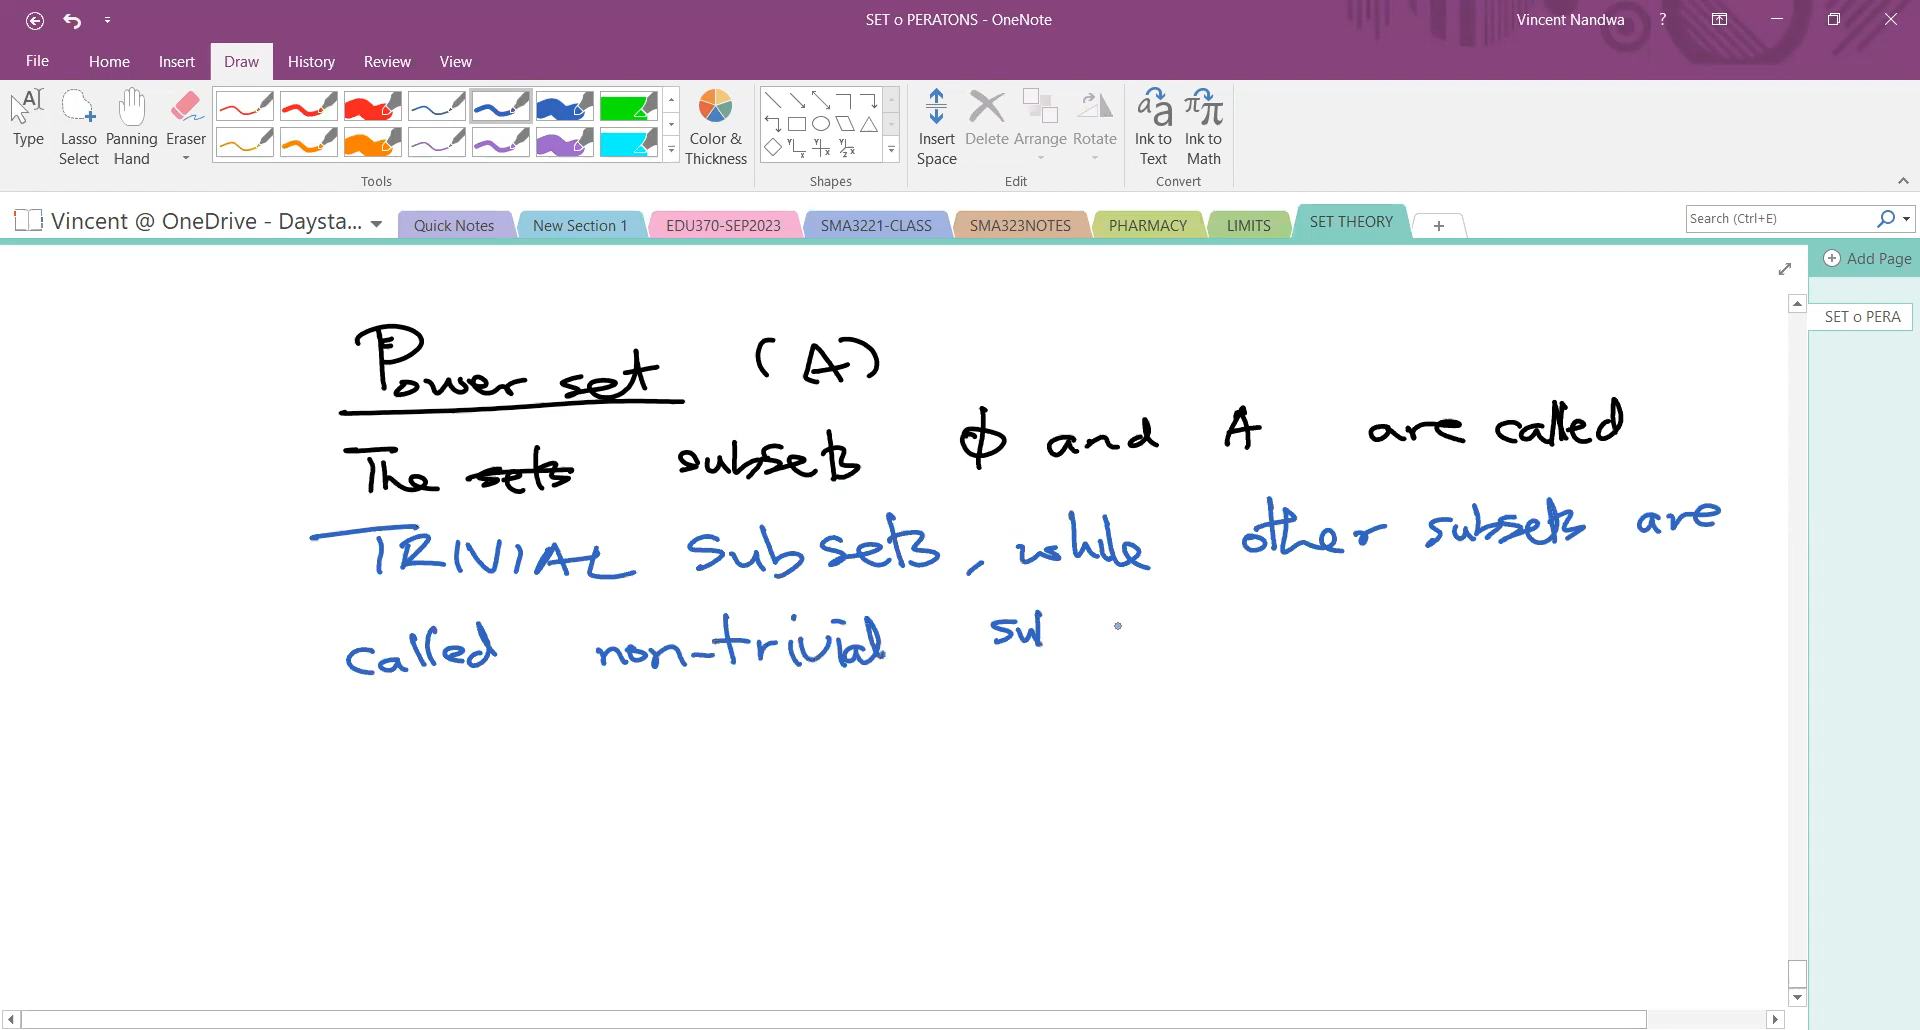 SET o PERATONS - OneNote
Vincent Nandwa
?
File
Home
Insert
Draw
History
Review
View
Type
Lasso Select
Panning Hand
Eraser
Color & Thickness
Insert Space
Delete
Arrange
Rotate
Ink to Text
Ink to Math
Tools
Shapes
Edit
Convert
Vincent @ OneDrive - Daysta...
Quick Notes
New Section 1
EDU370-SEP2023
SMA3221-CLASS
SMA323NOTES
PHARMACY
LIMITS
SET THEORY
+
Search (Ctrl+E)
Add Page
SET o PERA
Power set (A)
The sets subsets ϕ and A are called
TRIVIAL subsets, while other subsets are
called non-trivial sub